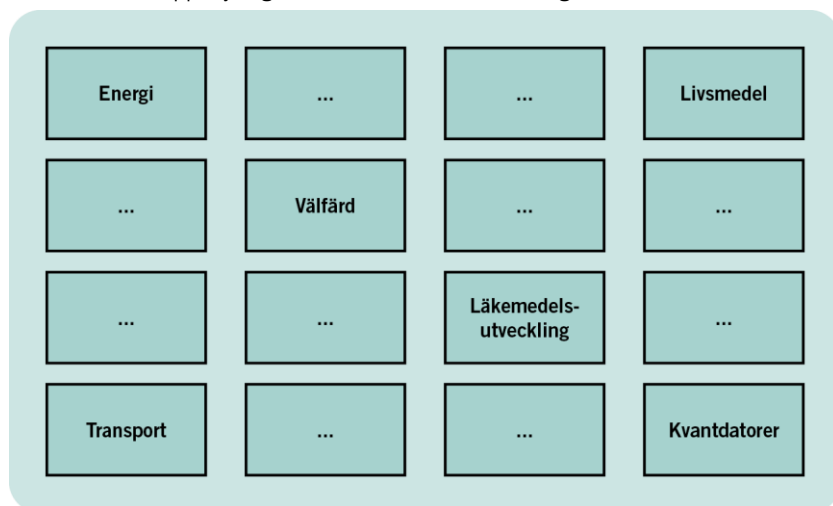 Energi
...
...
Livsmedel
...
Välfärd
...
...
...
...
Läkemedels-
utveckling
...
Transport
...
...
Kvantdatorer